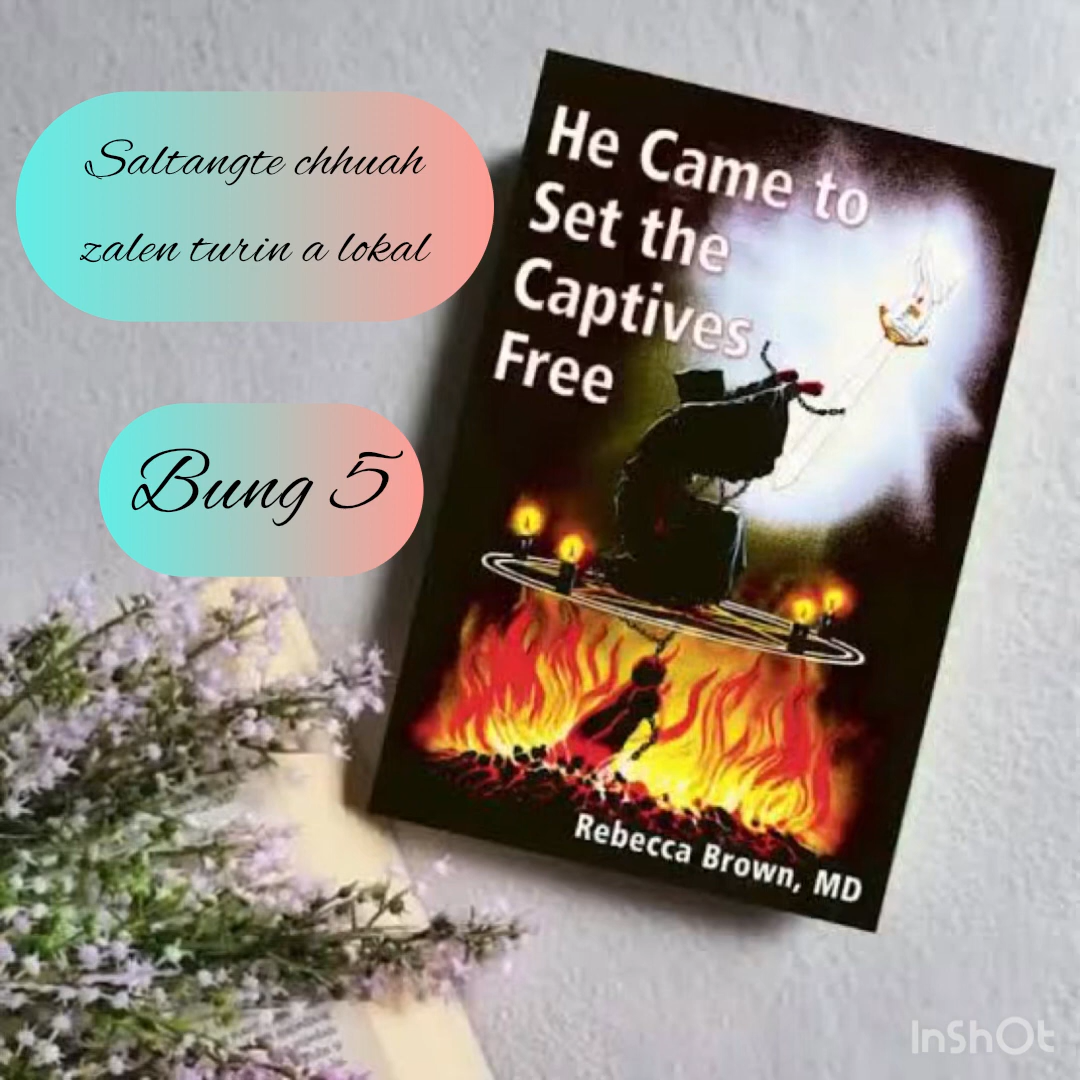 Saltangte chhuah
zalen turin a lokal
Bung 5
He Came to
Set the
Captives
Free
Rebecca Brown, MD
InShOt